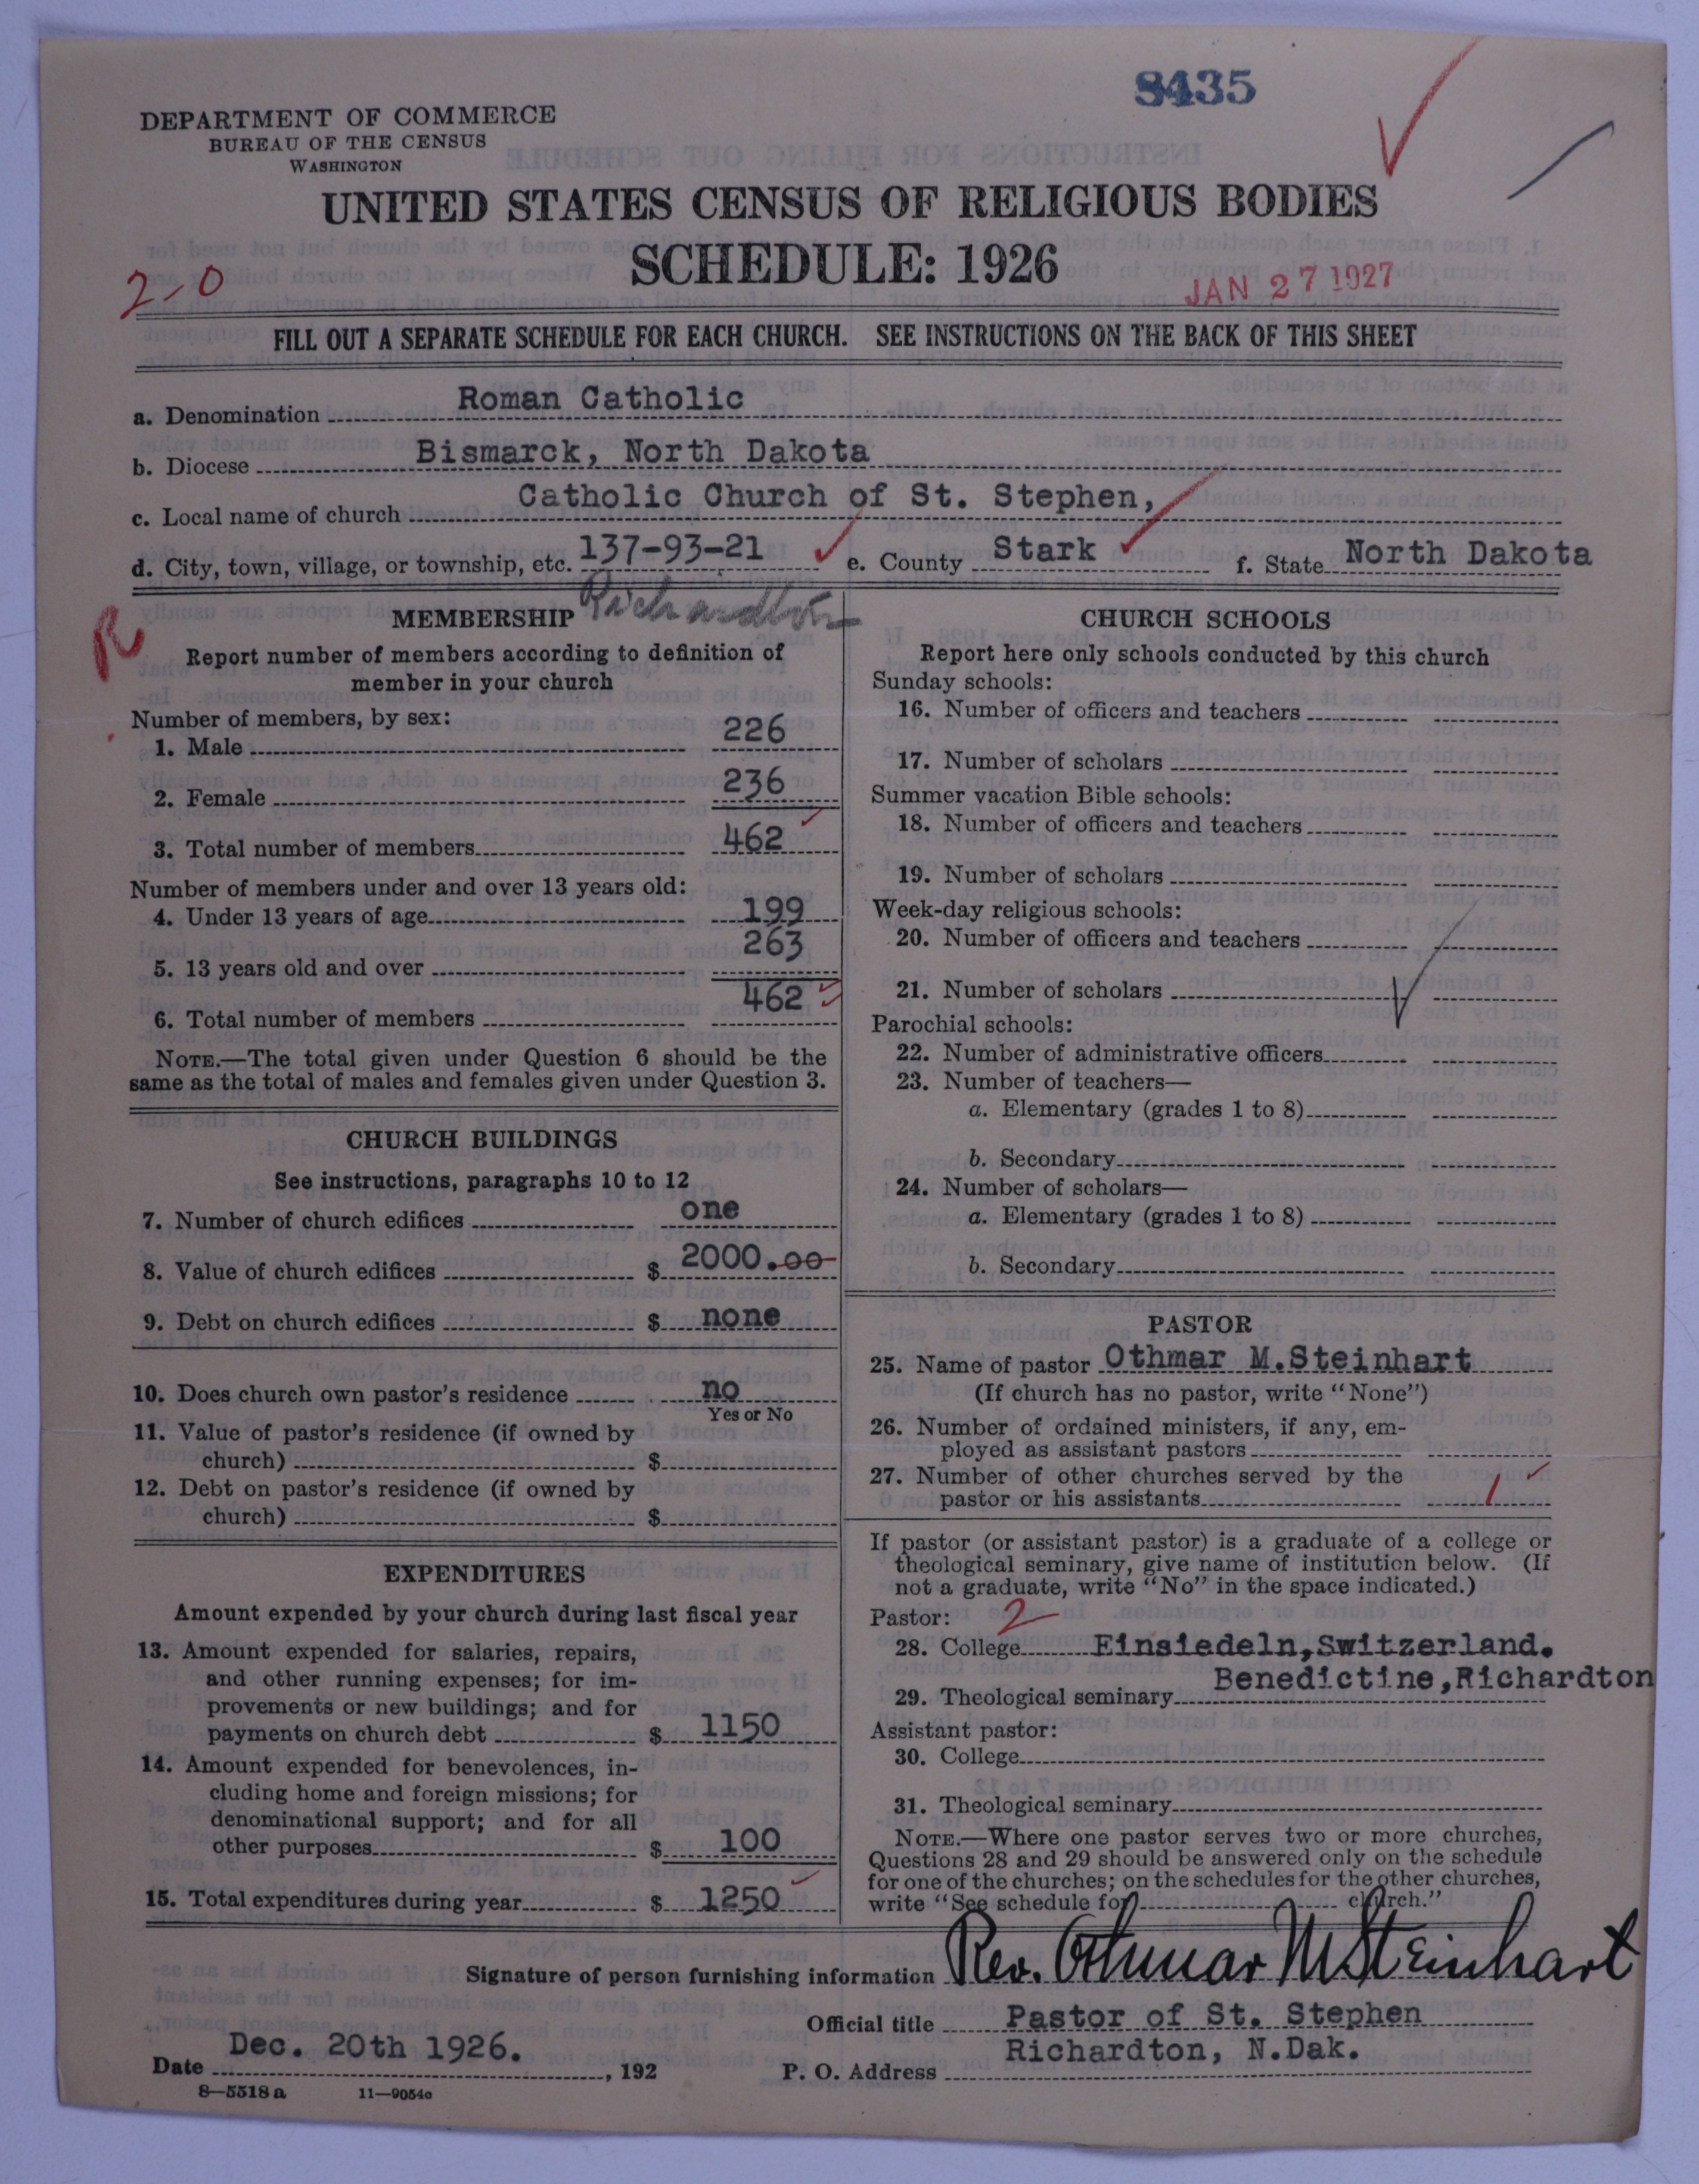 8435
DEPARTMENT OF COMMERCE
BUREAU OF THE CENSUS
WASHINGTON
UNITED STATES CENSUS OF RELIGIOUS BODIES
SCHEDULE: 1926
2-0
JAN 27 1927
FILL OUT A SEPARATE SCHEDULE FOR EACH CHURCH. SEE INSTRUCTIONS ON THE BACK OF THIS SHEET
a. Denomination Roman Catholic
b. Diocese Bismarck, North Dakota
c. Local name of church Catholic Church of St. Stephen,
d. City, town, village, or township, etc. 137-93-21 e. County Stark f. State North Dakota
Richardton
R
MEMBERSHIP
Report number of members according to definition of
member in your church
Number of members, by sex:
1. Male 226
2. Female 236
3. Total number of members 462
Number of members under and over 13 years old:
4. Under 13 years of age 199
5. 13 years old and over 263
6. Total number of members 462
NOTE.—The total given under Question 6 should be the
same as the total of males and females given under Question 3.
CHURCH BUILDINGS
See instructions, paragraphs 10 to 12
7. Number of church edifices one
8. Value of church edifices $ 2000.00
9. Debt on church edifices $ none
10. Does church own pastor's residence no
Yes or No
11. Value of pastor's residence (if owned by
church) $
12. Debt on pastor's residence (if owned by
church) $
EXPENDITURES
Amount expended by your church during last fiscal year
13. Amount expended for salaries, repairs,
and other running expenses; for im-
provements or new buildings; and for
payments on church debt $ 1150
14. Amount expended for benevolences, in-
cluding home and foreign missions; for
denominational support; and for all
other purposes $ 100
15. Total expenditures during year $ 1250
CHURCH SCHOOLS
Report here only schools conducted by this church
Sunday schools:
16. Number of officers and teachers
17. Number of scholars
Summer vacation Bible schools:
18. Number of officers and teachers
19. Number of scholars
Week-day religious schools:
20. Number of officers and teachers
21. Number of scholars
Parochial schools:
22. Number of administrative officers
23. Number of teachers—
a. Elementary (grades 1 to 8)
b. Secondary
24. Number of scholars—
a. Elementary (grades 1 to 8)
b. Secondary
PASTOR
25. Name of pastor Othmar M.Steinhart
(If church has no pastor, write "None")
26. Number of ordained ministers, if any, em-
ployed as assistant pastors
27. Number of other churches served by the
pastor or his assistants 1
If pastor (or assistant pastor) is a graduate of a college or
theological seminary, give name of institution below. (If
not a graduate, write "No" in the space indicated.)
Pastor: 2
28. College Einsiedeln,Switzerland.
29. Theological seminary Benedictine,Richardton
Assistant pastor:
30. College
31. Theological seminary
NOTE.—Where one pastor serves two or more churches,
Questions 28 and 29 should be answered only on the schedule
for one of the churches; on the schedules for the other churches,
write "See schedule for church."
Signature of person furnishing information Rev. Othmar M Steinhart
Official title Pastor of St. Stephen
Date Dec. 20th 1926. , 192 P. O. Address Richardton, N.Dak.
8—5518a 11—9054c